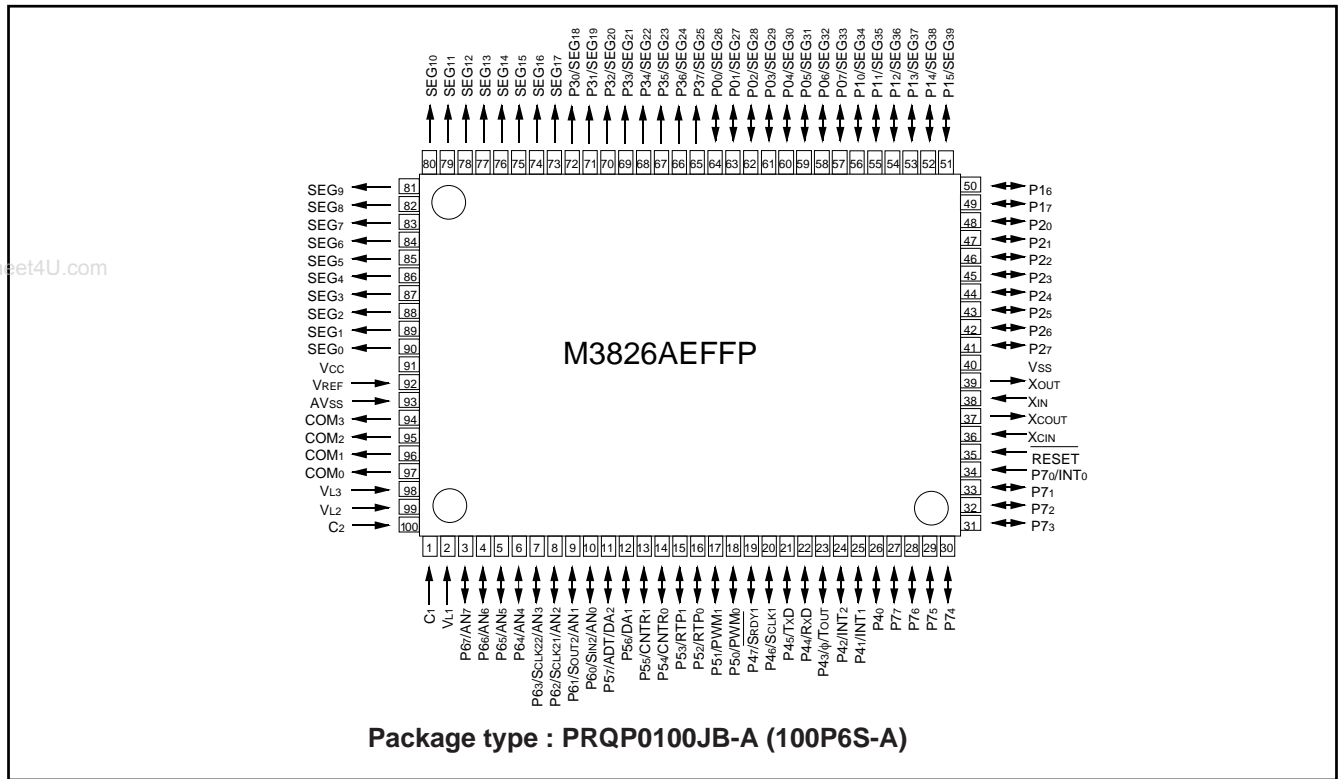 SEG10
SEG11
SEG12
SEG13
SEG14
SEG15
SEG16
SEG17
P30/SEG18
P31/SEG19
P32/SEG20
P33/SEG21
P34/SEG22
P35/SEG23
P36/SEG24
P37/SEG25
P00/SEG26
P01/SEG27
P02/SEG28
P03/SEG29
P04/SEG30
P05/SEG31
P06/SEG32
P07/SEG33
P10/SEG34
P11/SEG35
P12/SEG36
P13/SEG37
P14/SEG38
P15/SEG39
80 79 78 77 76 75 74 73 72 71 70 69 68 67 66 65 64 63 62 61 60 59 58 57 56 55 54 53 52 51
SEG9 81
SEG8 82
SEG7 83
SEG6 84
SEG5 85
SEG4 86
SEG3 87
SEG2 88
SEG1 89
SEG0 90
VCC 91
VREF 92
AVSS 93
COM3 94
COM2 95
COM1 96
COM0 97
VL3 98
VL2 99
C2 100
eet4U.com
M3826AEFFP
50 P16
49 P17
48 P20
47 P21
46 P22
45 P23
44 P24
43 P25
42 P26
41 P27
40 VSS
39 XOUT
38 XIN
37 XCOUT
36 XCIN
35 RESET
34 P70/INT0
33 P71
32 P72
31 P73
1 2 3 4 5 6 7 8 9 10 11 12 13 14 15 16 17 18 19 20 21 22 23 24 25 26 27 28 29 30
C1
VL1
P67/AN7
P66/AN6
P65/AN5
P64/AN4
P63/SCLK22/AN3
P62/SCLK21/AN2
P61/SOUT2/AN1
P60/SIN2/AN0
P57/ADT/DA2
P56/DA1
P55/CNTR1
P54/CNTR0
P53/RTP1
P52/RTP0
P51/PWM1
P50/PWM0
P47/SRDY1
P46/SCLK1
P45/TxD
P44/RxD
P43/φ/TOUT
P42/INT2
P41/INT1
P40
P77
P76
P75
P74
Package type : PRQP0100JB-A (100P6S-A)